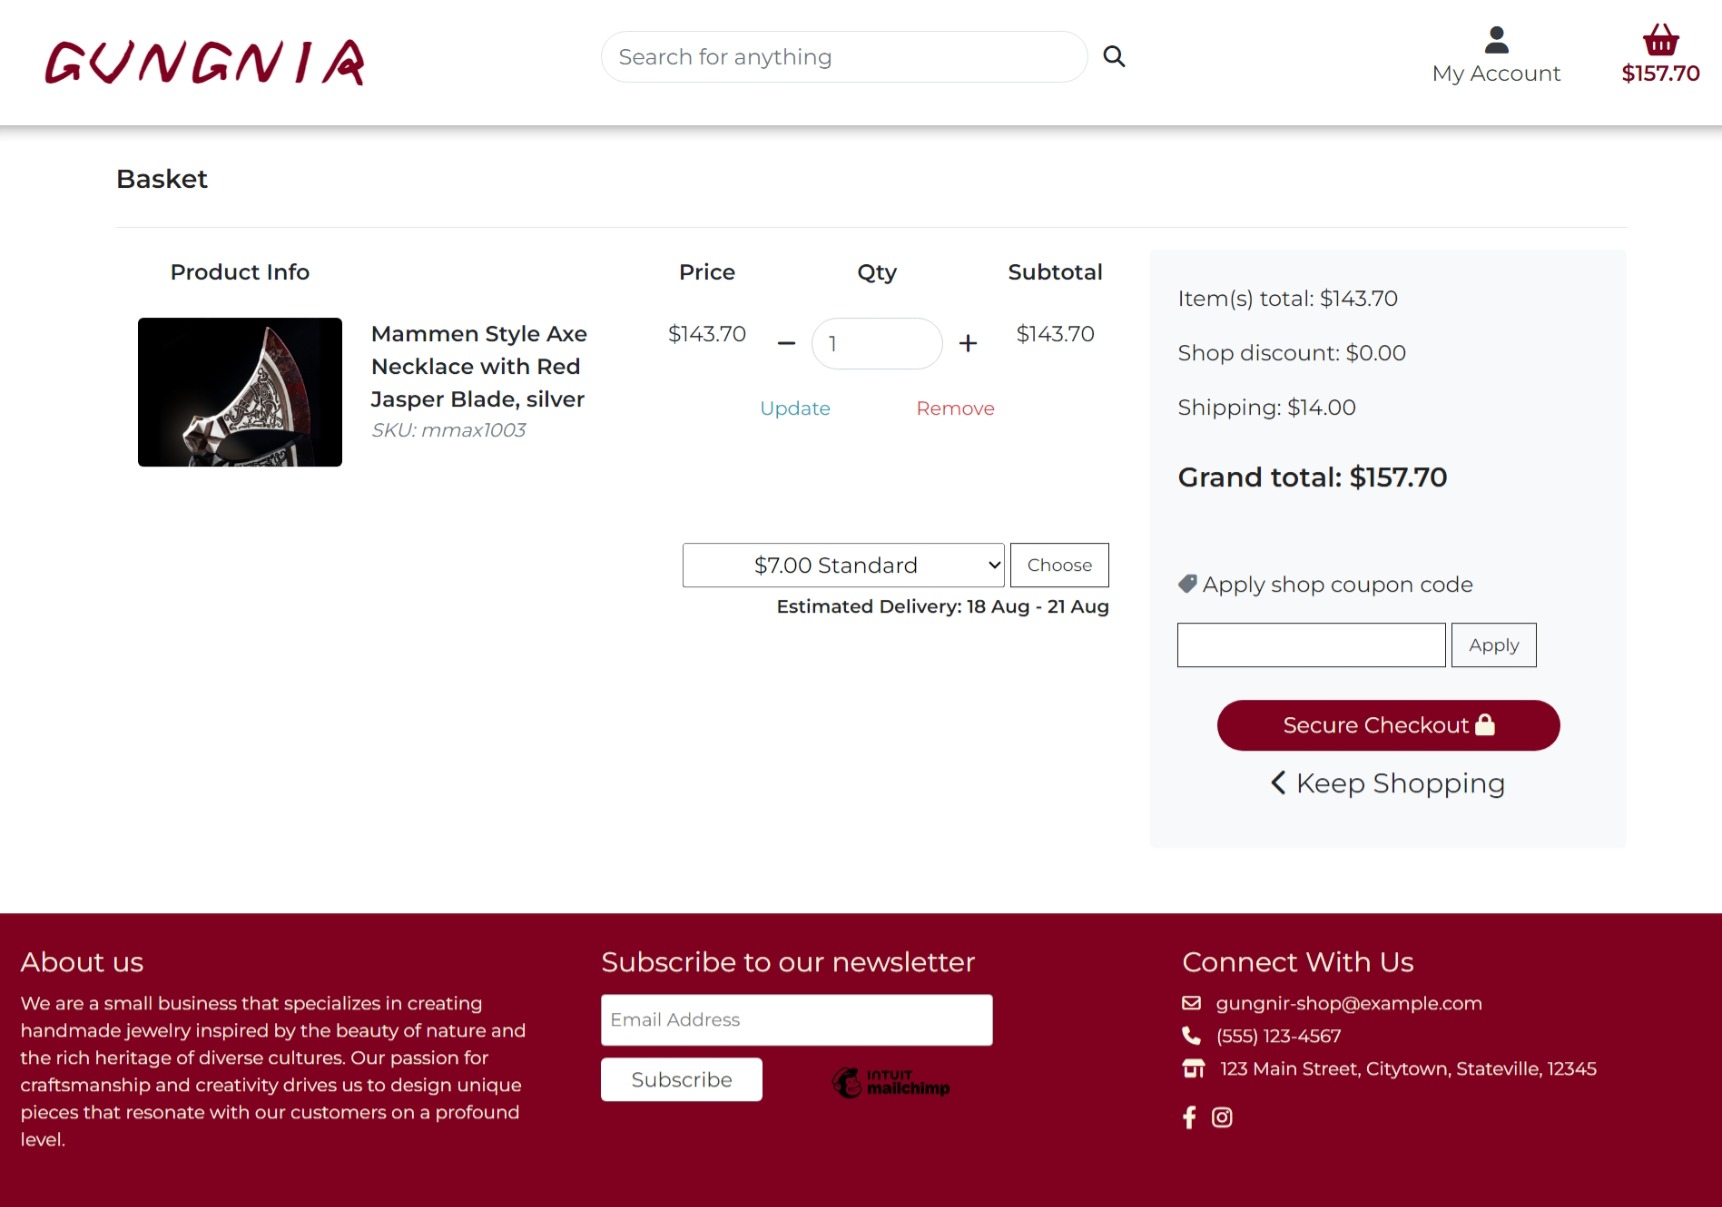 GUNGNIR
Search for anything
My Account
$157.70
Basket
Product Info
Price
Qty
Subtotal
Mammen Style Axe
Necklace with Red
Jasper Blade, silver
SKU: mmax1003
$143.70
1
$143.70
Update
Remove
$7.00 Standard
Choose
Estimated Delivery: 18 Aug - 21 Aug
Item(s) total: $143.70
Shop discount: $0.00
Shipping: $14.00
Grand total: $157.70
Apply shop coupon code
Apply
Secure Checkout
Keep Shopping
About us
We are a small business that specializes in creating
handmade jewelry inspired by the beauty of nature and
the rich heritage of diverse cultures. Our passion for
craftsmanship and creativity drives us to design unique
pieces that resonate with our customers on a profound
level.
Subscribe to our newsletter
Email Address
Subscribe
INTUIT
mailchimp
Connect With Us
gungnir-shop@example.com
(555) 123-4567
123 Main Street, Citytown, Stateville, 12345